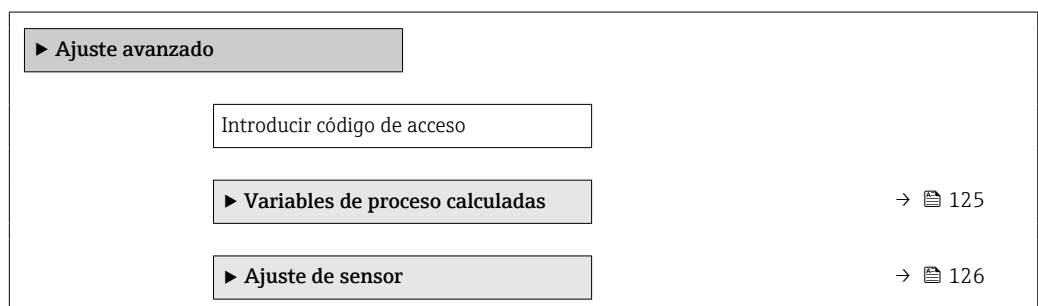 ▶ Ajuste avanzado
Introducir código de acceso
▶ Variables de proceso calculadas → 125
▶ Ajuste de sensor → 126